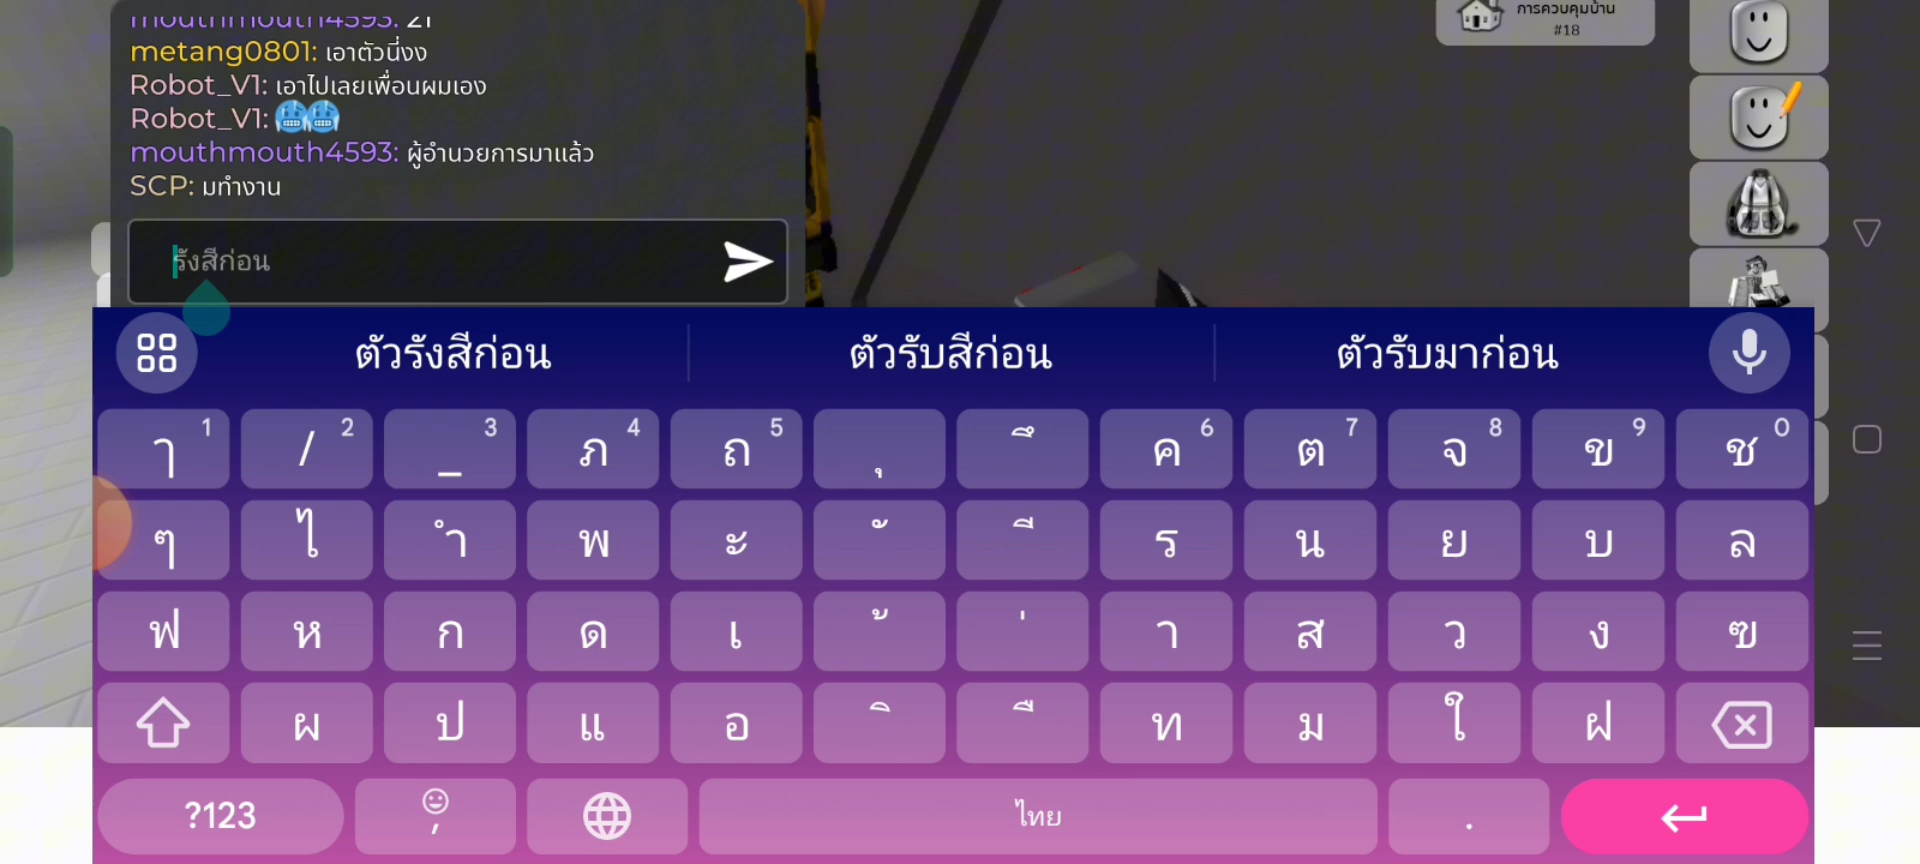 mouthmouth4593: 21
metang0801: เอาตัวนี่งง
Robot_V1: เอาไปเลยเพื่อนผมเอง
Robot_V1: 🥶🥶
mouthmouth4593: ผู้อำนวยการมาแล้ว
SCP: มทำงาน
รังสีก่อน
การควบคุมบ้าน
#18
ตัวรังสีก่อน ตัวรับสีก่อน ตัวรับมาก่อน
ๅ 1 / 2 _ 3 ภ 4 ถ 5 ุ ึ ค 6 ต 7 จ 8 ข 9 ช 0
ๆ ไ ำ พ ะ ั ี ร น ย บ ล
ฟ ห ก ด เ ้ ่ า ส ว ง ฃ
ผ ป แ อ ิ ื ท ม ใ ฝ
?123 , ไทย .